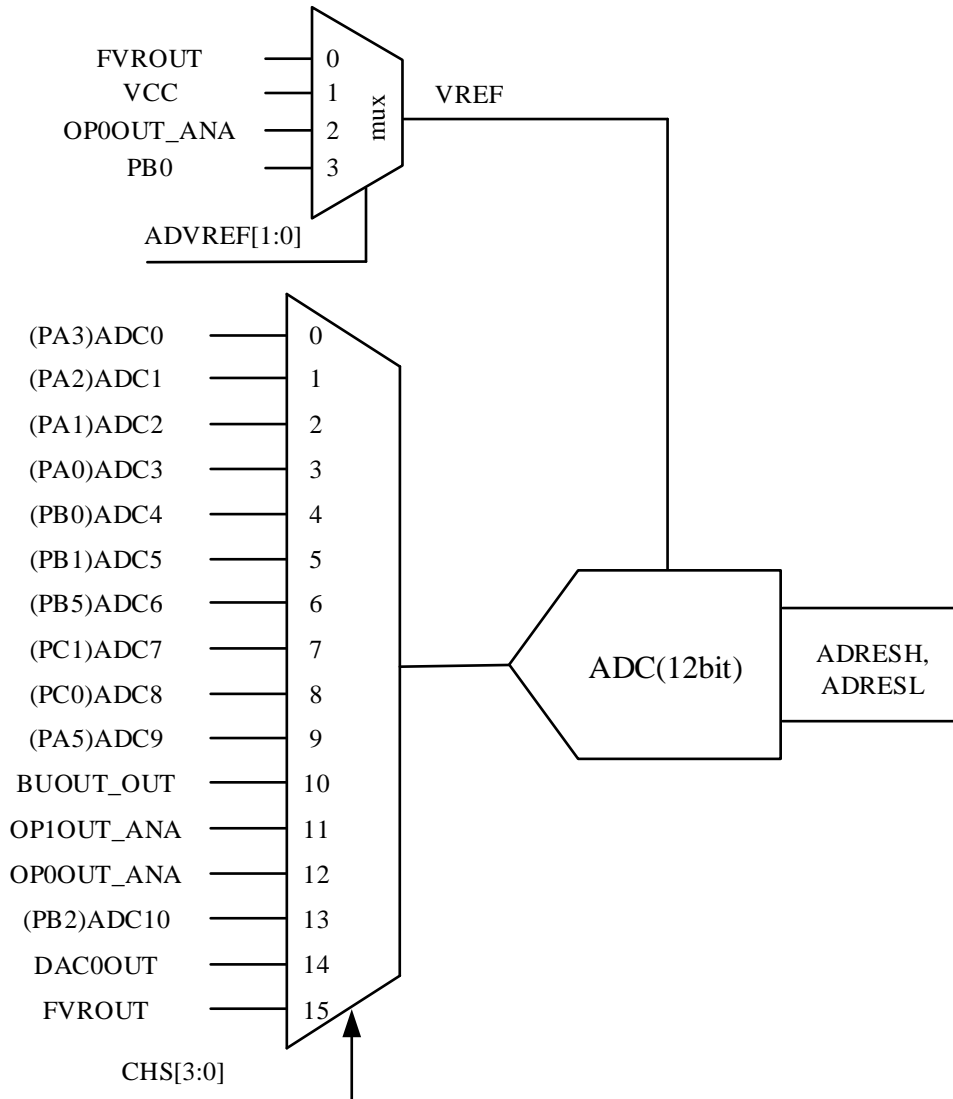 FVROUT 0
VCC 1
OP0OUT_ANA 2
PB0 3
mux
VREF
ADVREF[1:0]
(PA3)ADC0 0
(PA2)ADC1 1
(PA1)ADC2 2
(PA0)ADC3 3
(PB0)ADC4 4
(PB1)ADC5 5
(PB5)ADC6 6
(PC1)ADC7 7
(PC0)ADC8 8
(PA5)ADC9 9
BUOUT_OUT 10
OP1OUT_ANA 11
OP0OUT_ANA 12
(PB2)ADC10 13
DAC0OUT 14
FVROUT 15
CHS[3:0]
ADC(12bit)
ADRESH,
ADRESL